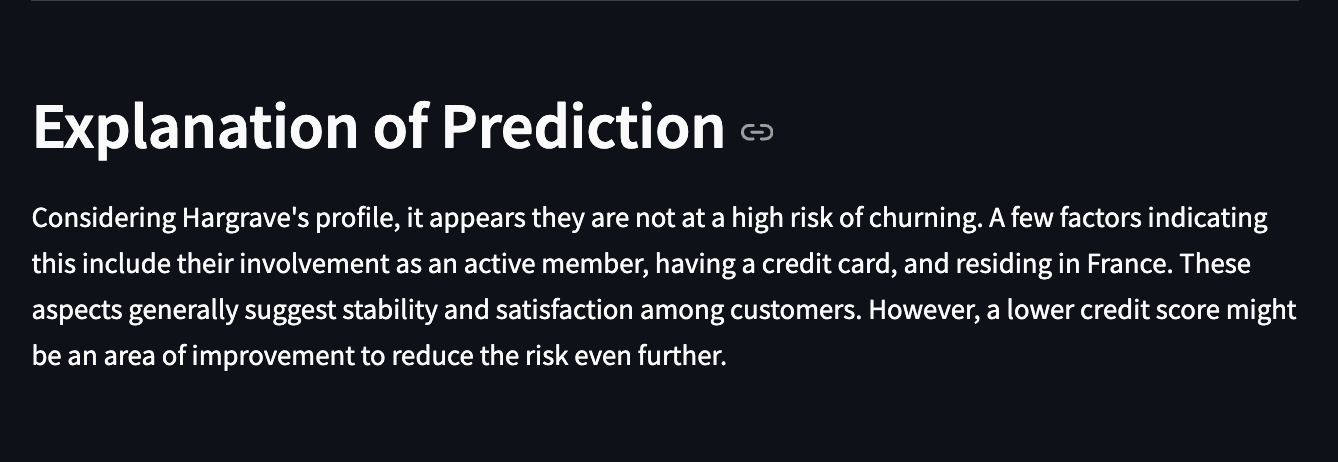 Explanation of Prediction
Considering Hargrave's profile, it appears they are not at a high risk of churning. A few factors indicating
this include their involvement as an active member, having a credit card, and residing in France. These
aspects generally suggest stability and satisfaction among customers. However, a lower credit score might
be an area of improvement to reduce the risk even further.